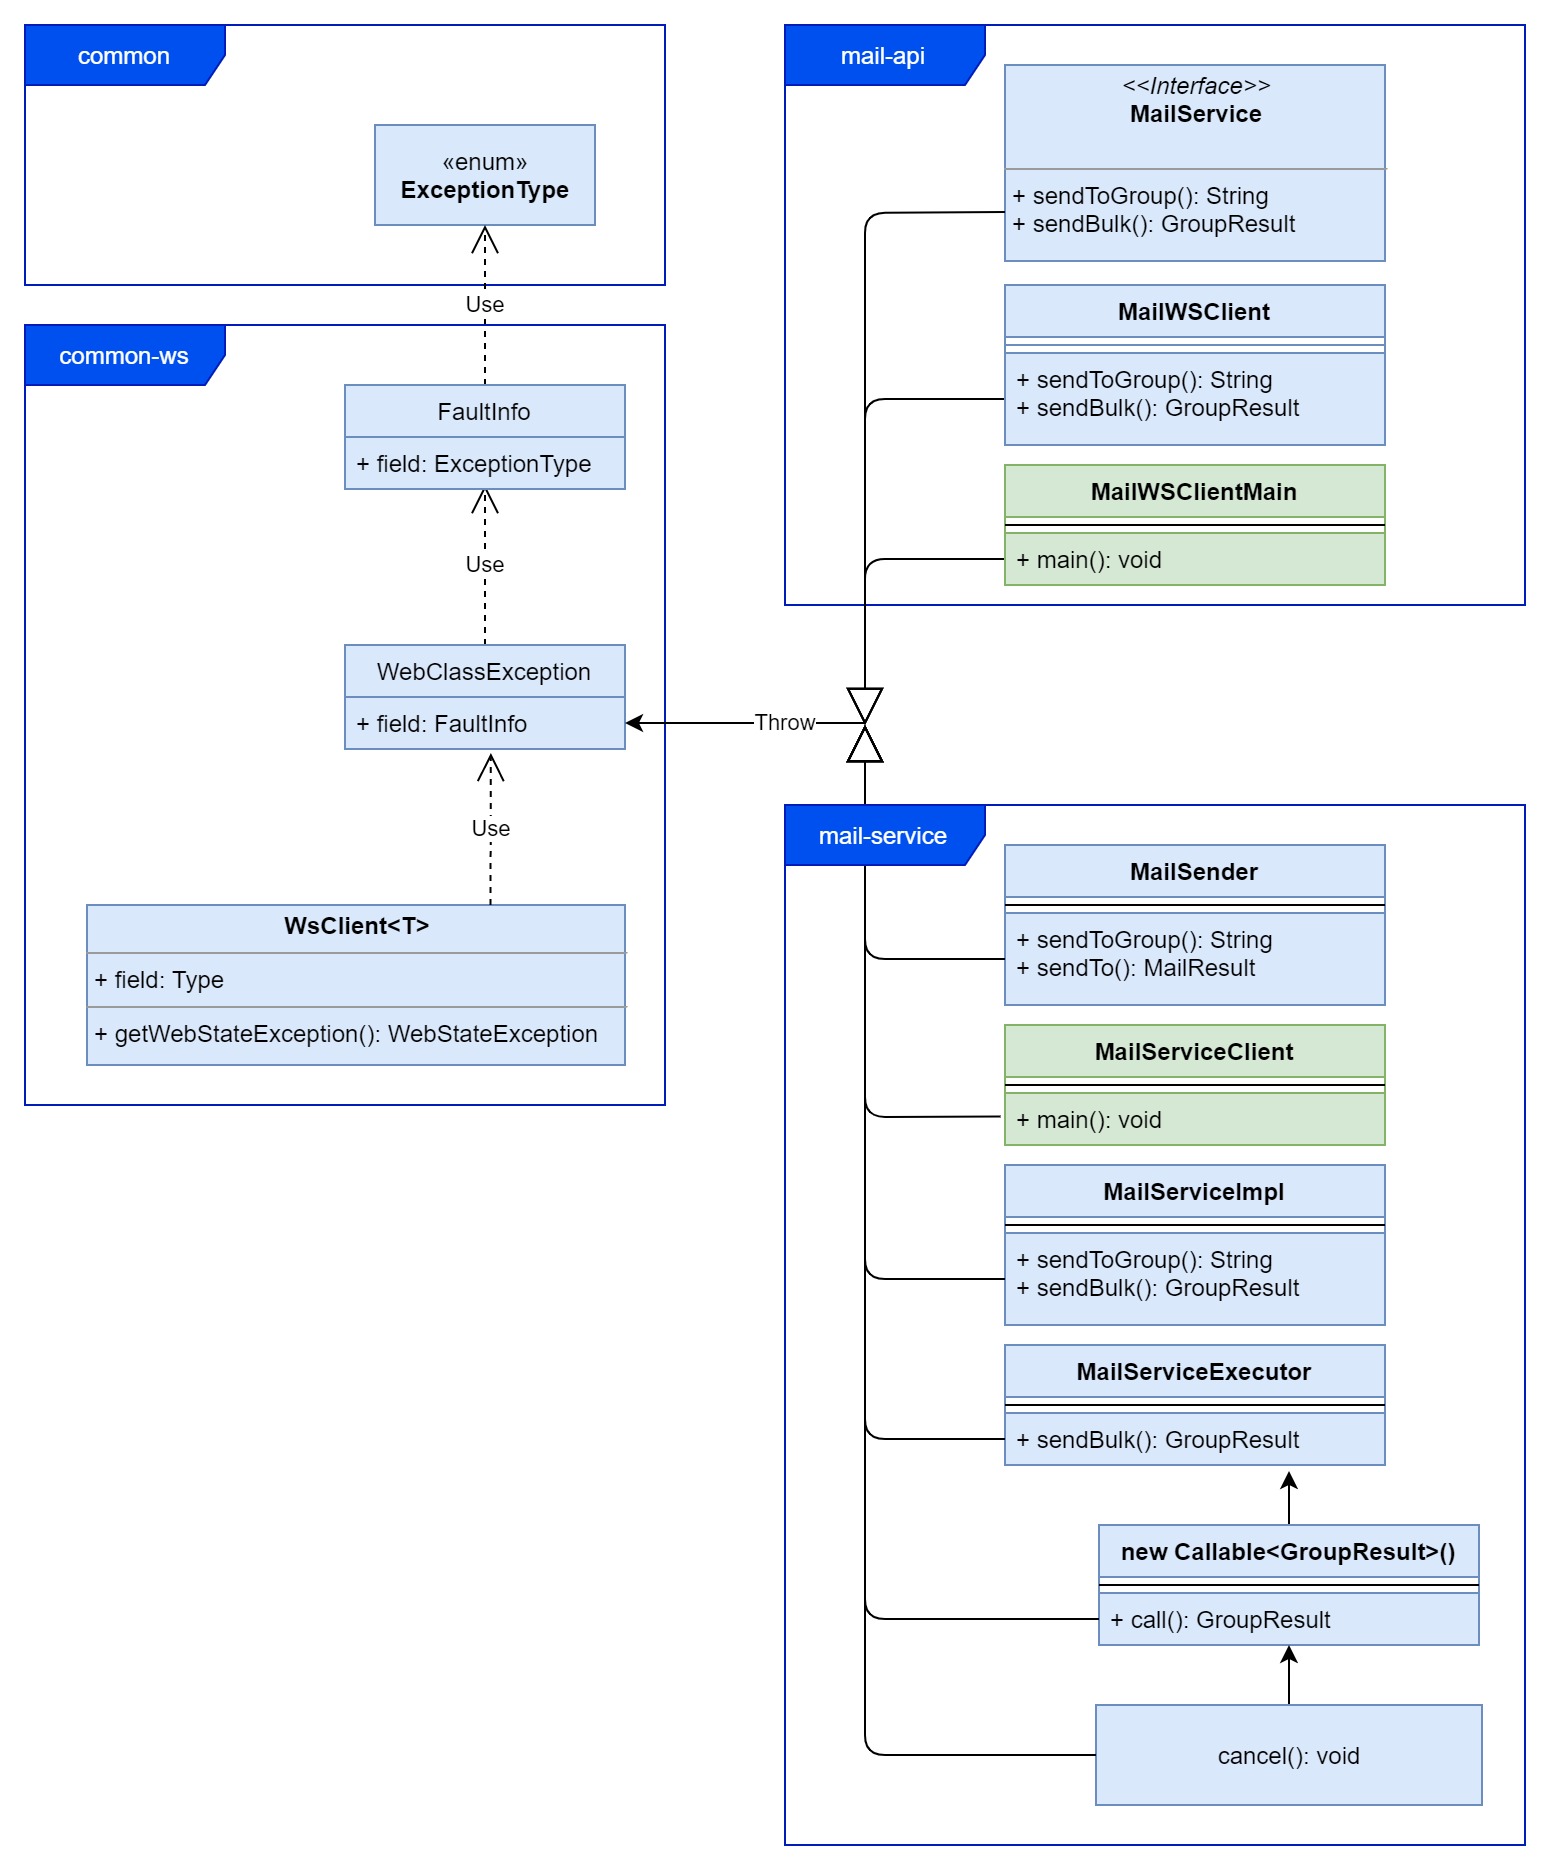 common
«enum»
ExceptionType
Use
common-ws
FaultInfo
+ field: ExceptionType
Use
WebClassException
+ field: FaultInfo
Use
WsClient<T>
+ field: Type
+ getWebStateException(): WebStateException
Throw
mail-api
<<Interface>>
MailService
+ sendToGroup(): String
+ sendBulk(): GroupResult
MailWSClient
+ sendToGroup(): String
+ sendBulk(): GroupResult
MailWSClientMain
+ main(): void
mail-service
MailSender
+ sendToGroup(): String
+ sendTo(): MailResult
MailServiceClient
+ main(): void
MailServiceImpl
+ sendToGroup(): String
+ sendBulk(): GroupResult
MailServiceExecutor
+ sendBulk(): GroupResult
new Callable<GroupResult>()
+ call(): GroupResult
cancel(): void